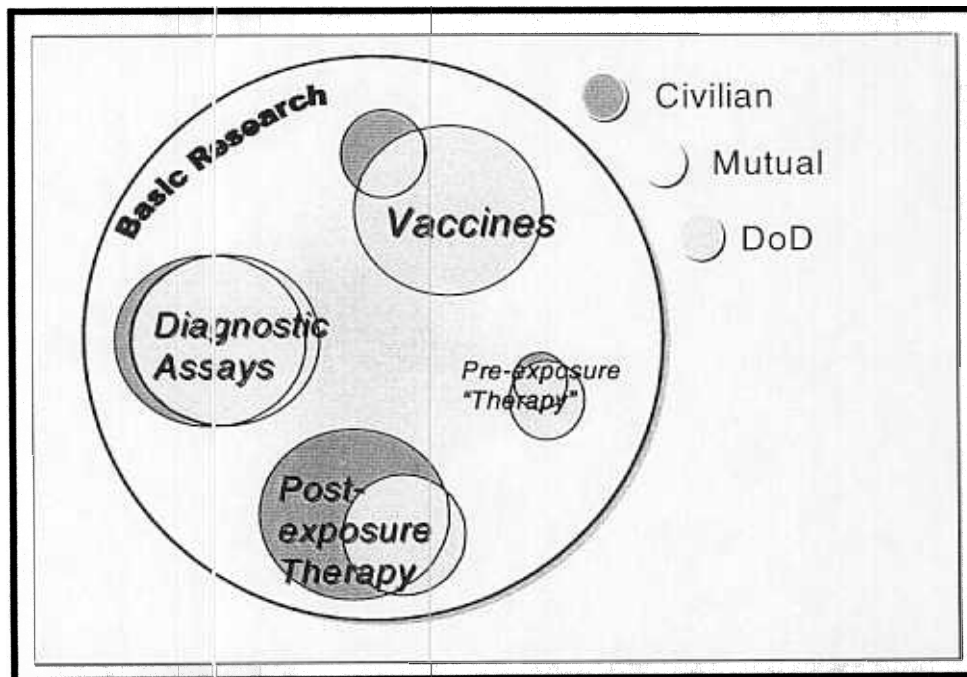 Basic Research
Civilian
Mutual
DoD
Vaccines
Diagnostic
Assays
Pre-exposure
"Therapy"
Post-
exposure
Therapy